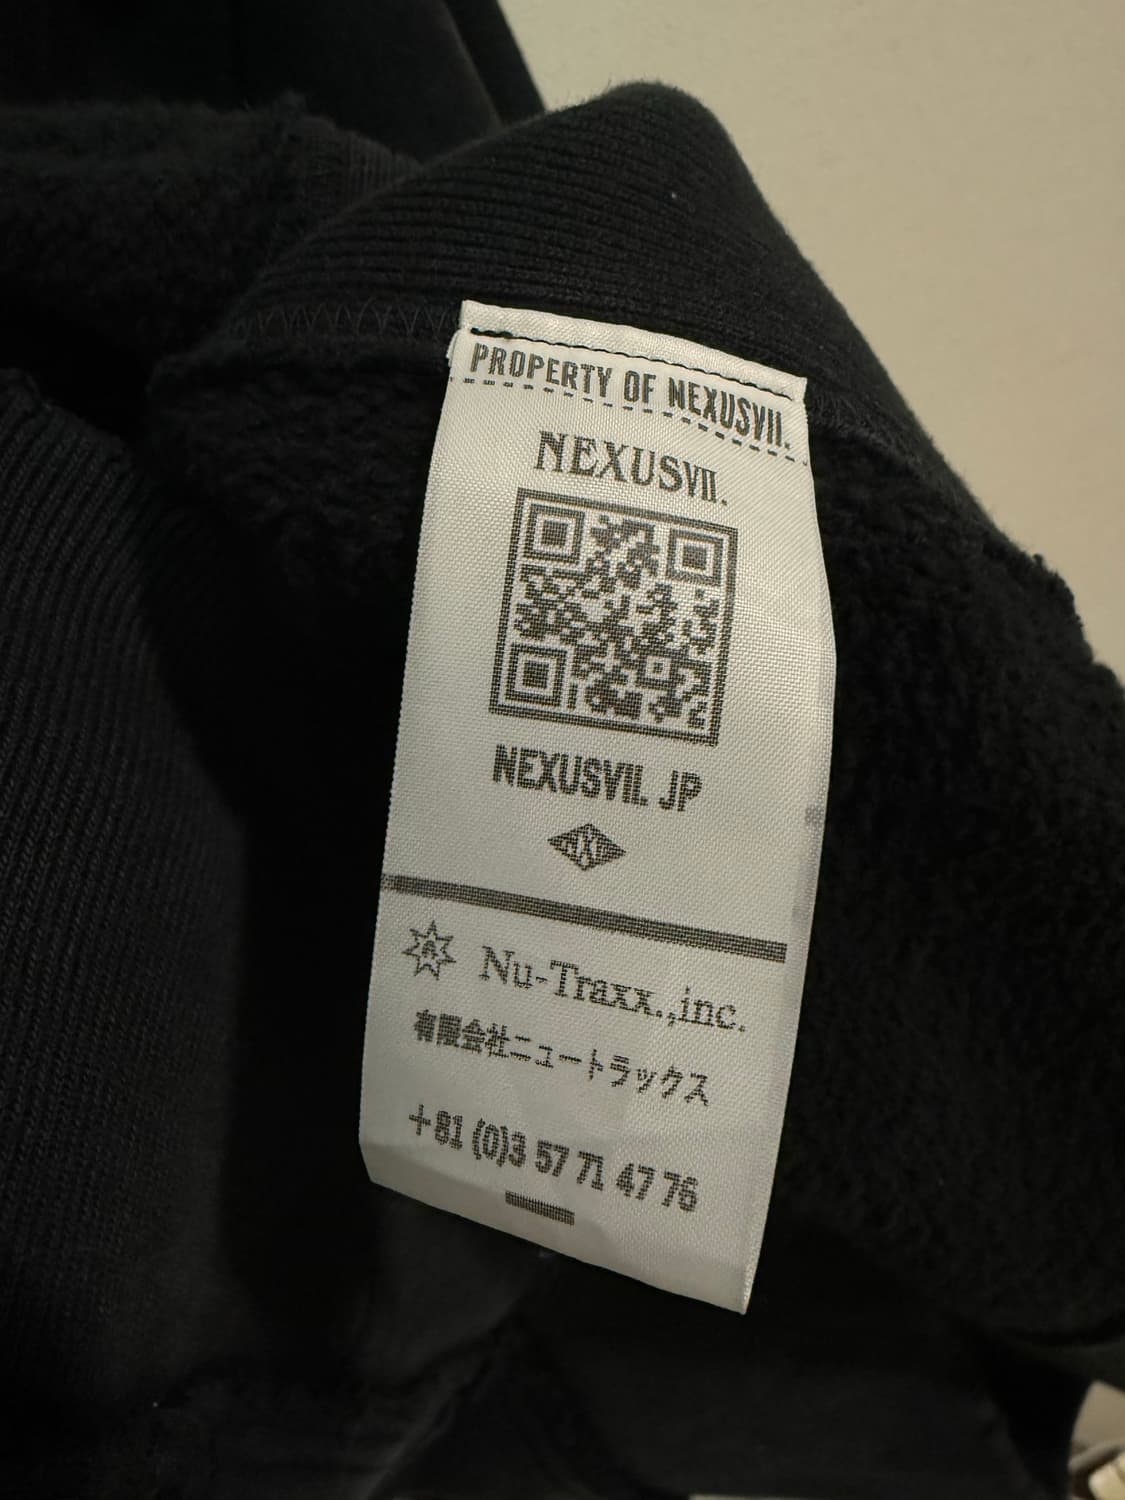 PROPERTY OF NEXUSVII.
NEXUSVII.
NEXUSVII. JP
NXI
Nu-Traxx.,inc.
有限会社ニュートラックス
+81 (0)3 57 71 47 76